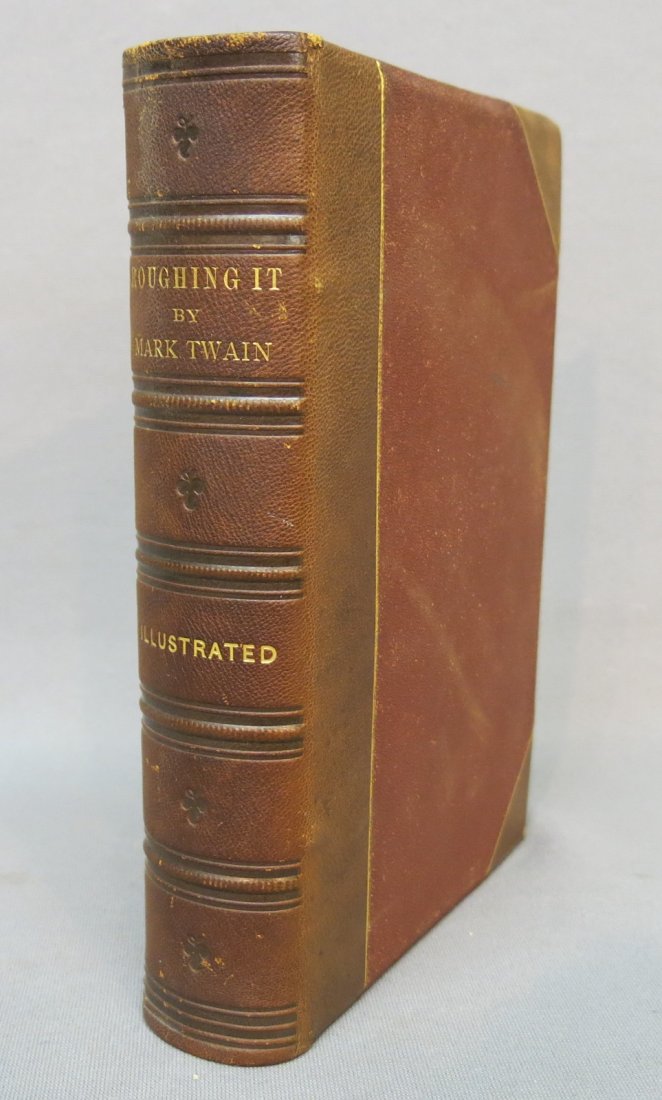 ROUGHING IT
BY
MARK TWAIN
ILLUSTRATED